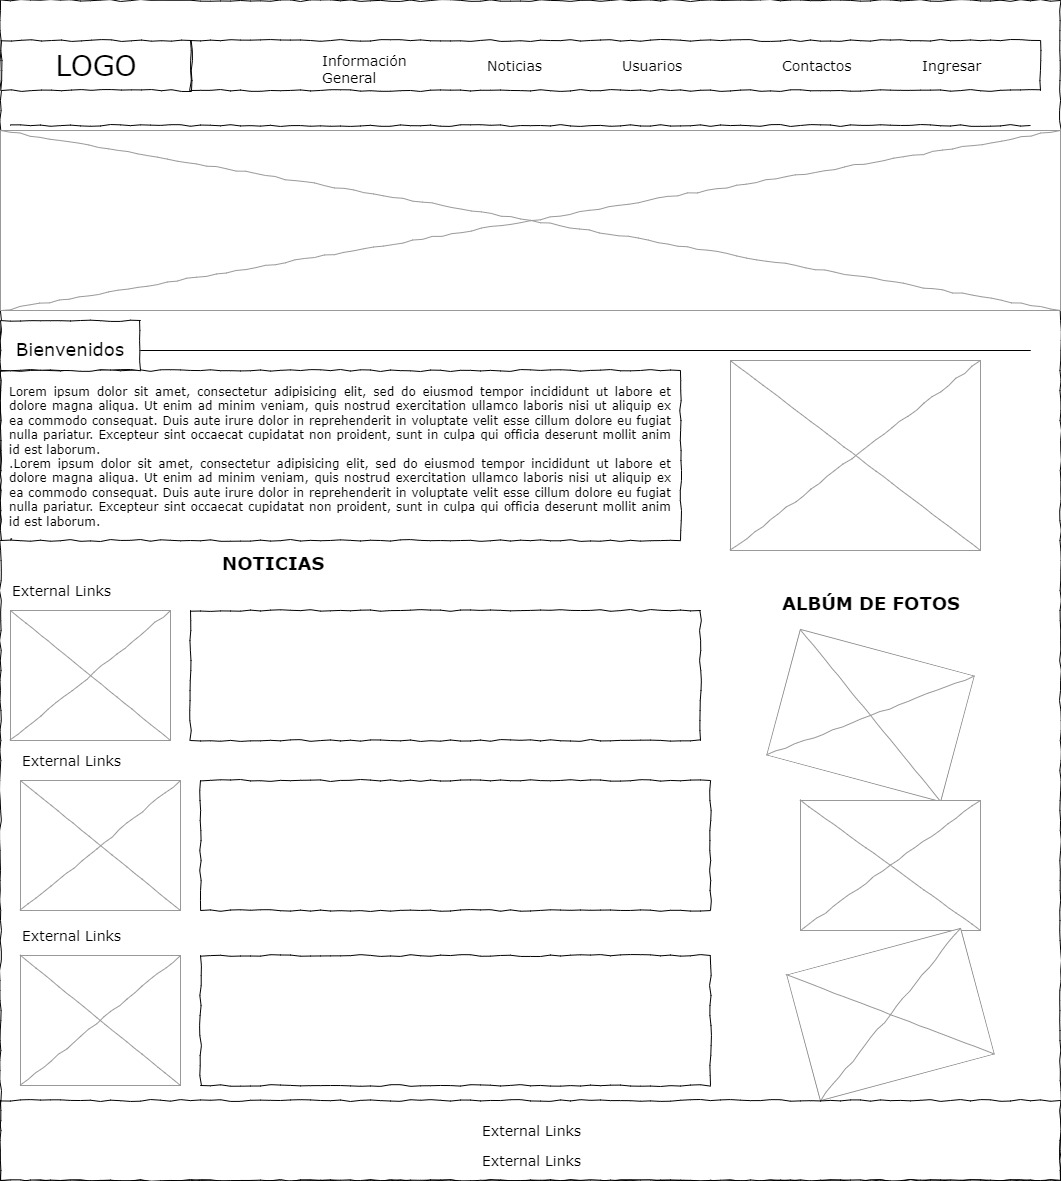 LOGO
Información
General
Noticias
Usuarios
Contactos
Ingresar
Bienvenidos
Lorem ipsum dolor sit amet, consectetur adipisicing elit, sed do eiusmod tempor incididunt ut labore et
dolore magna aliqua. Ut enim ad minim veniam, quis nostrud exercitation ullamco laboris nisi ut aliquip ex
ea commodo consequat. Duis aute irure dolor in reprehenderit in voluptate velit esse cillum dolore eu fugiat
nulla pariatur. Excepteur sint occaecat cupidatat non proident, sunt in culpa qui officia deserunt mollit anim
id est laborum.
.Lorem ipsum dolor sit amet, consectetur adipisicing elit, sed do eiusmod tempor incididunt ut labore et
dolore magna aliqua. Ut enim ad minim veniam, quis nostrud exercitation ullamco laboris nisi ut aliquip ex
ea commodo consequat. Duis aute irure dolor in reprehenderit in voluptate velit esse cillum dolore eu fugiat
nulla pariatur. Excepteur sint occaecat cupidatat non proident, sunt in culpa qui officia deserunt mollit anim
id est laborum.
NOTICIAS
External Links
External Links
External Links
ALBÚM DE FOTOS
External Links
External Links